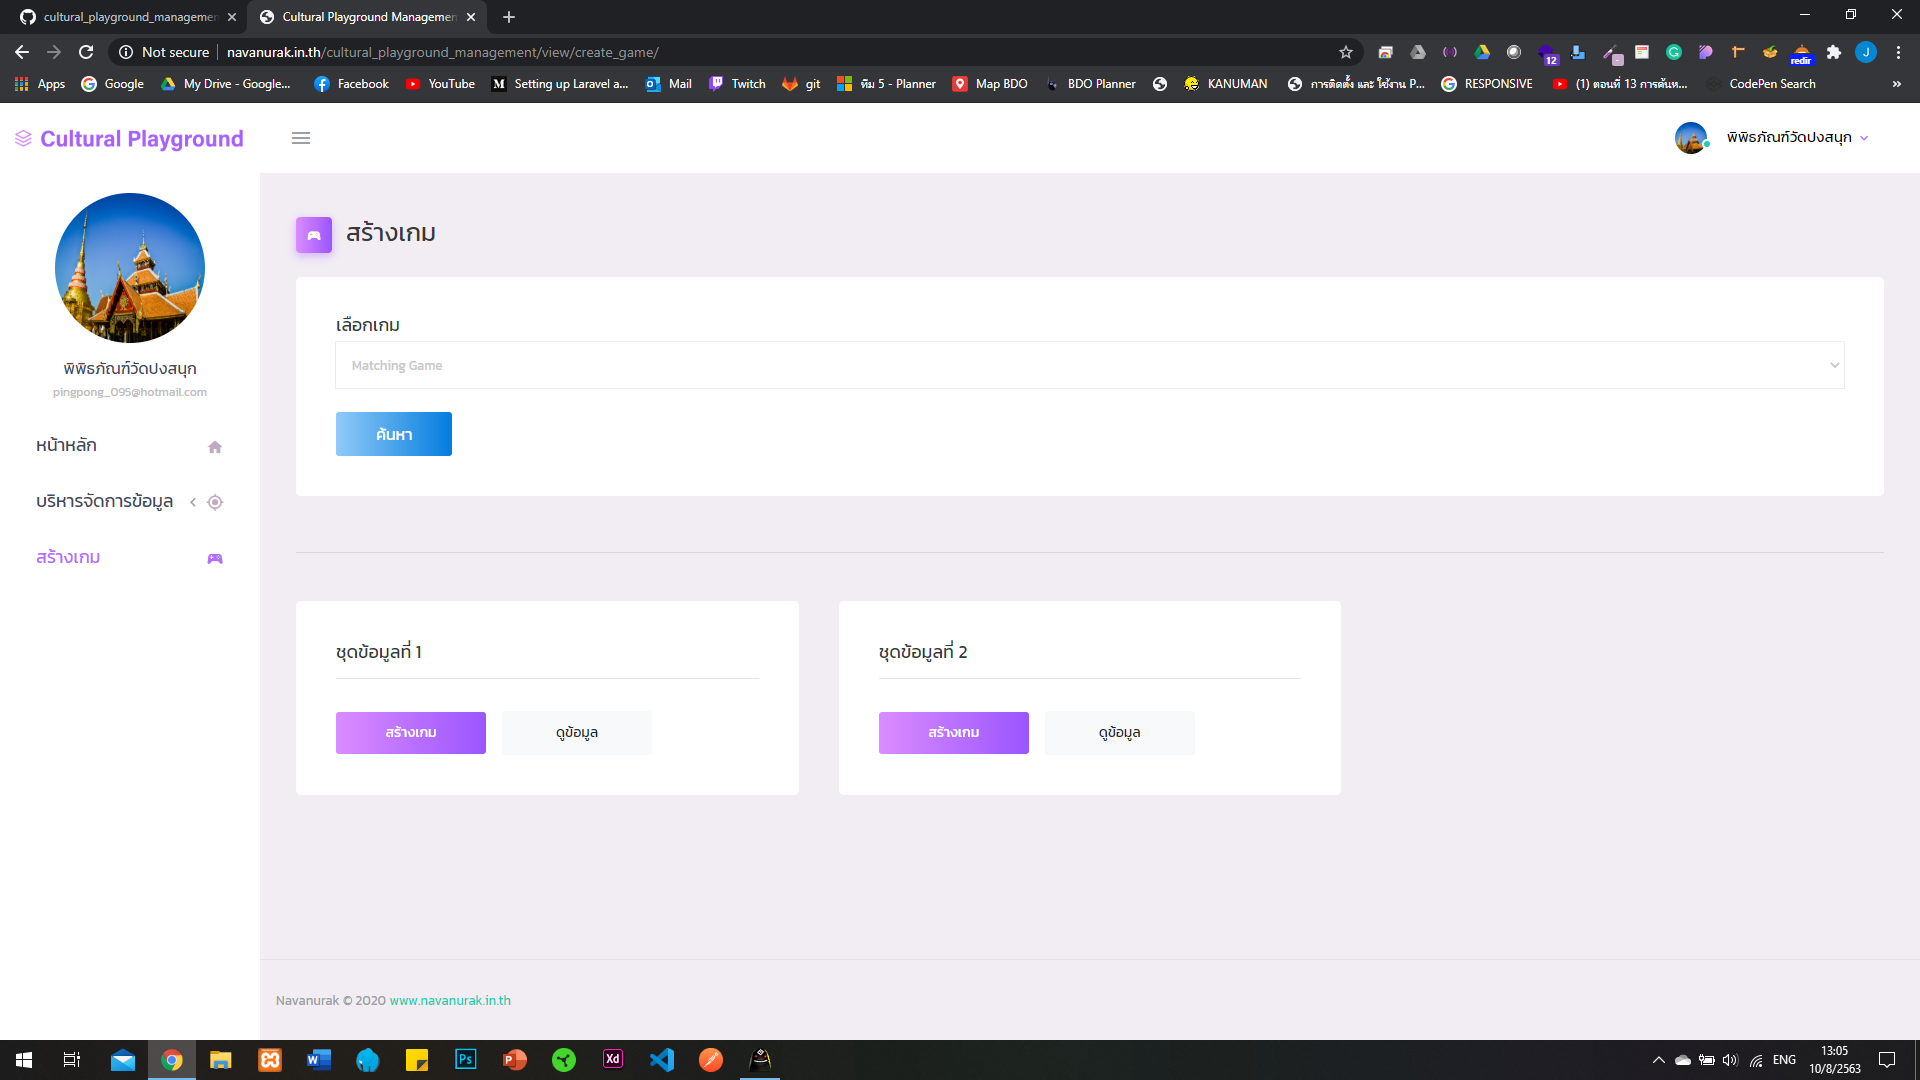 cultural_playground_managemen
Cultural Playground Managemen
Not secure
navanurak.in.th/cultural_playground_management/view/create_game/
12
redir
J
Apps
Google
My Drive - Google...
Facebook
YouTube
M
Setting up Laravel a...
Mail
Twitch
git
ทีม 5 - Planner
Map BDO
BDO Planner
KANUMAN
การติดตั้ง และ ใช้งาน P...
RESPONSIVE
(1) ตอนที่ 13 การค้นห...
CodePen Search
»
Cultural Playground
พิพิธภัณฑ์วัดปงสนุก
พิพิธภัณฑ์วัดปงสนุก
pingpong_095@hotmail.com
หน้าหลัก
บริหารจัดการข้อมูล
สร้างเกม
สร้างเกม
เลือกเกม
Matching Game
ค้นหา
ชุดข้อมูลที่ 1
สร้างเกม
ดูข้อมูล
ชุดข้อมูลที่ 2
สร้างเกม
ดูข้อมูล
Navanurak © 2020 www.navanurak.in.th
Ps
Xd
ENG
13:05
10/8/2563